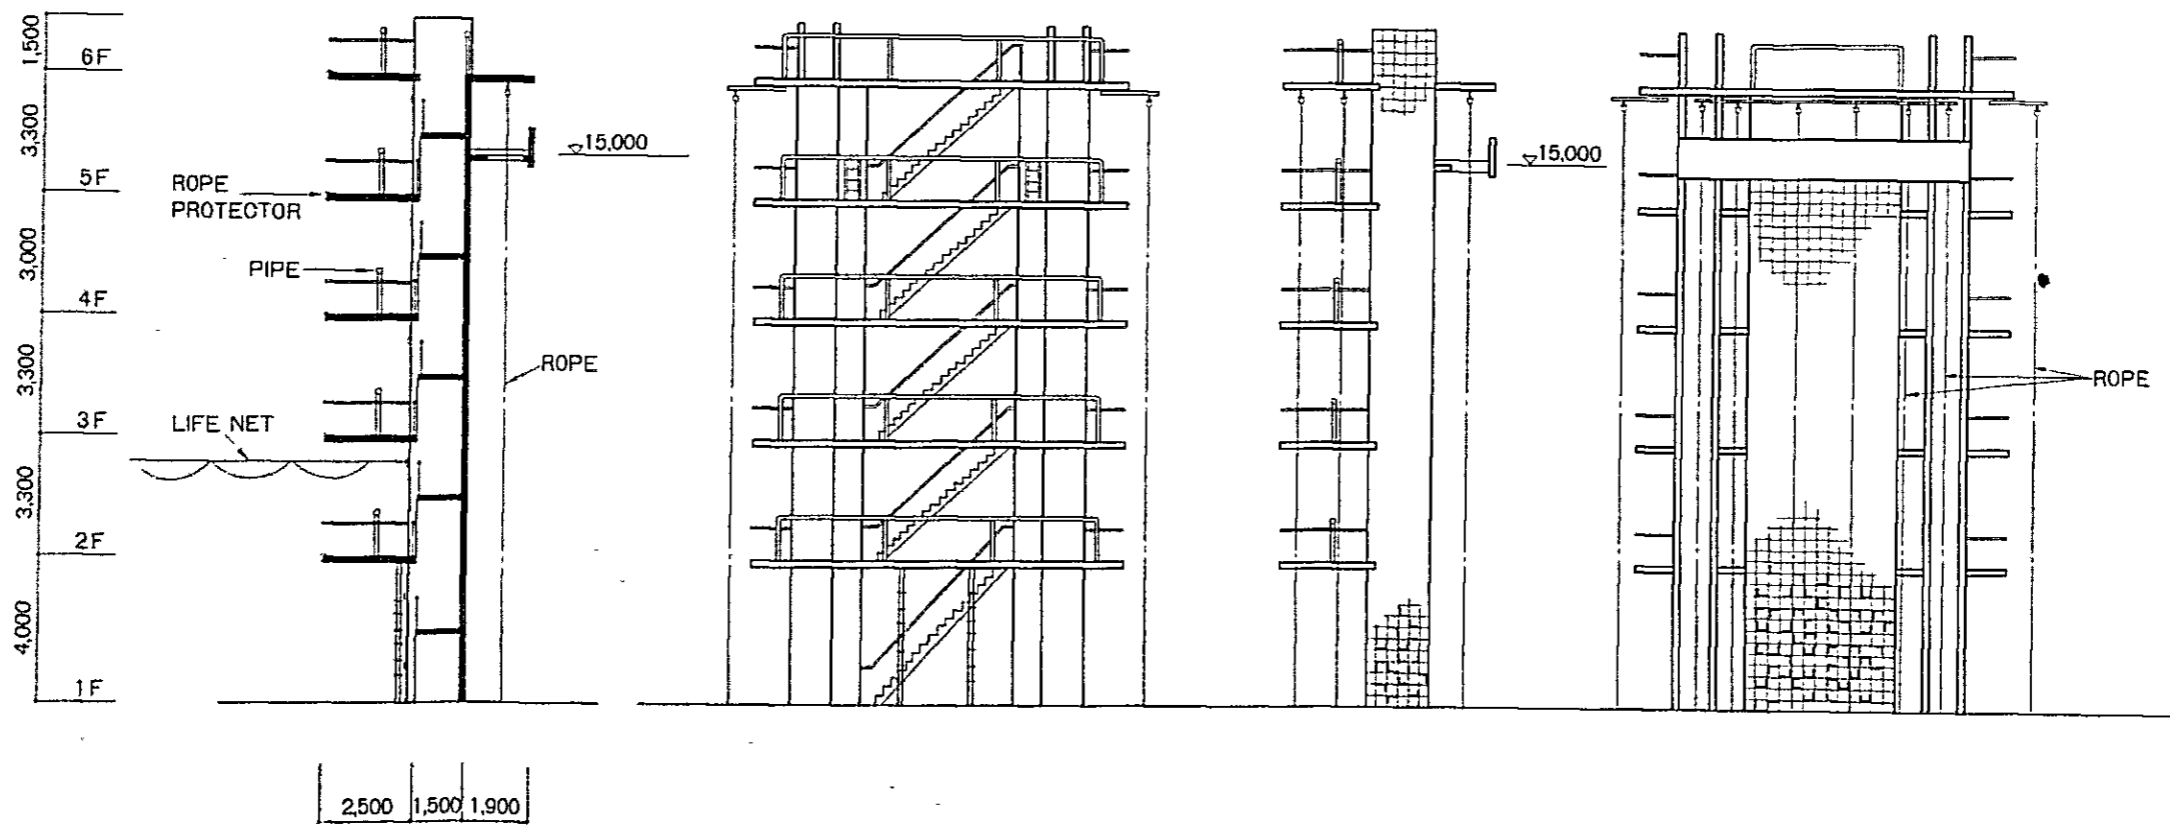 1,500
6F
3,300
5F
3,000
4F
3,300
3F
3,300
2F
4,000
1F
ROPE
PROTECTOR
PIPE
LIFE NET
15,000
ROPE
15,000
ROPE
2,500
1,500
1,900